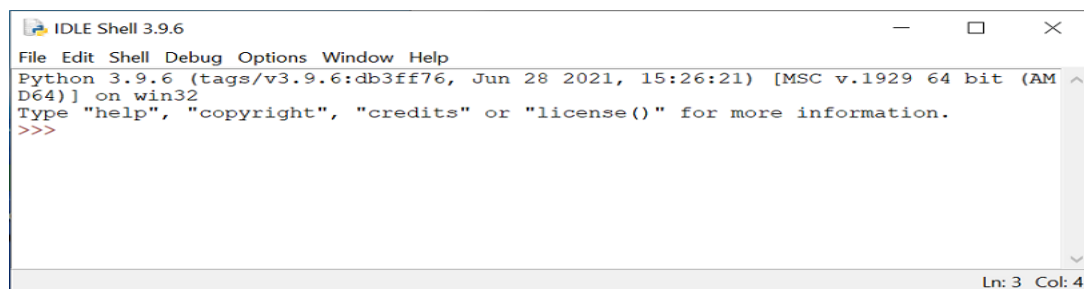 IDLE Shell 3.9.6
File Edit Shell Debug Options Window Help
Python 3.9.6 (tags/v3.9.6:db3ff76, Jun 28 2021, 15:26:21) [MSC v.1929 64 bit (AM
D64)] on win32
Type "help", "copyright", "credits" or "license()" for more information.
>>>
Ln: 3 Col: 4